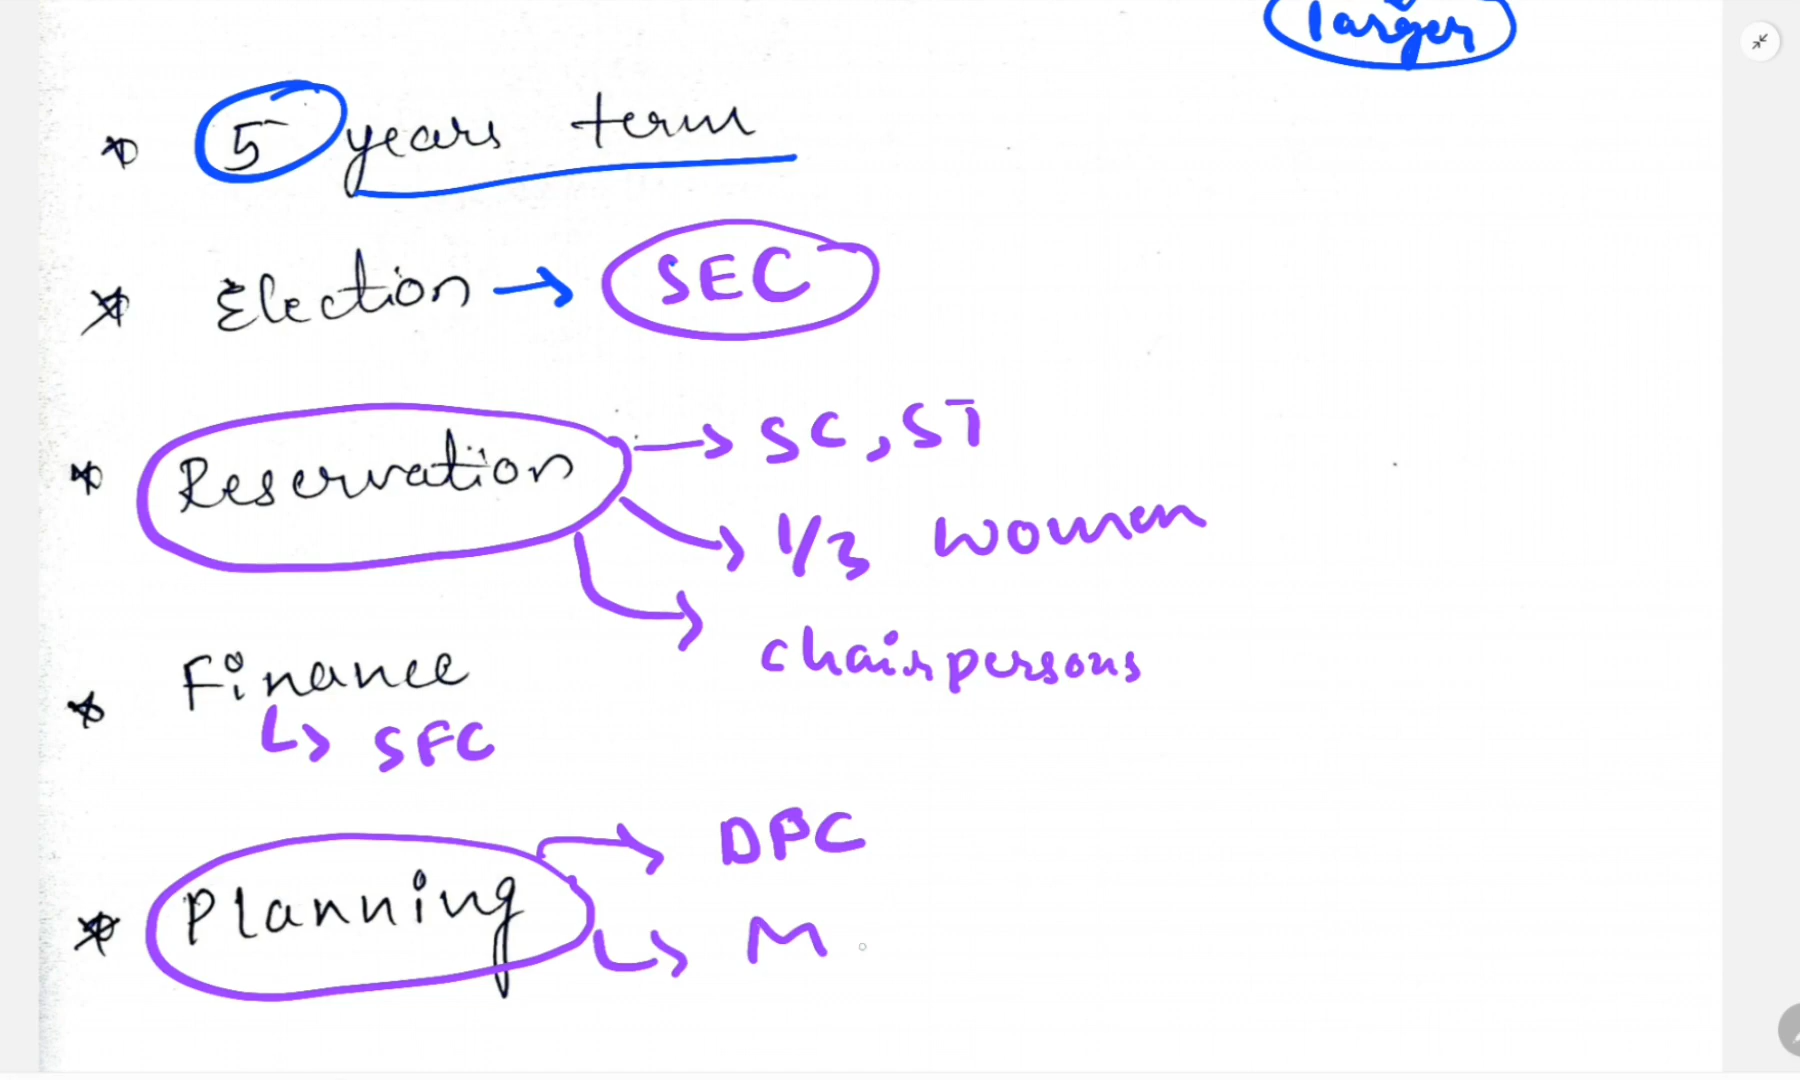 larger
* 5 years term
* Election → SEC
* Reservation → SC, ST
→ 1/3 women
→ chairpersons
* Finance
↳ SFC
* Planning → DPC
↳ M